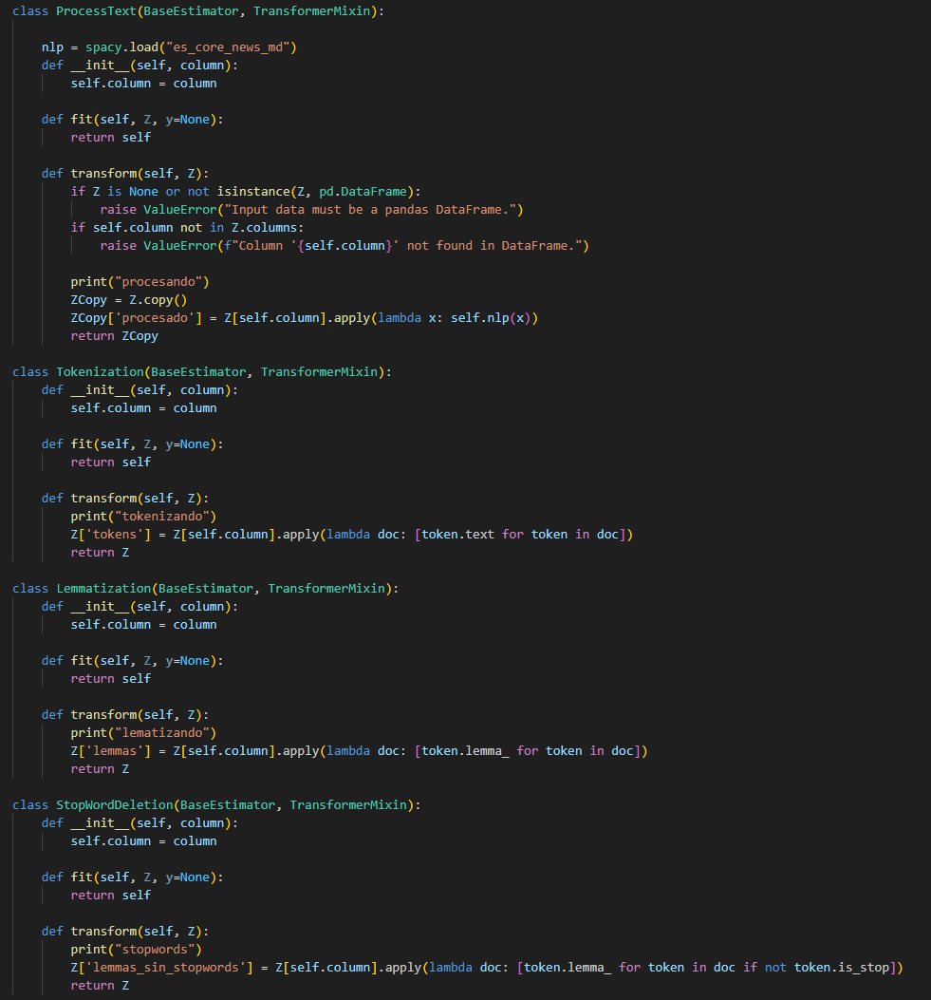 class ProcessText(BaseEstimator, TransformerMixin):

    nlp = spacy.load("es_core_news_md")
    def __init__(self, column):
        self.column = column

    def fit(self, Z, y=None):
        return self

    def transform(self, Z):
        if Z is None or not isinstance(Z, pd.DataFrame):
            raise ValueError("Input data must be a pandas DataFrame.")
        if self.column not in Z.columns:
            raise ValueError(f"Column '{self.column}' not found in DataFrame.")

        print("procesando")
        ZCopy = Z.copy()
        ZCopy['procesado'] = Z[self.column].apply(lambda x: self.nlp(x))
        return ZCopy

class Tokenization(BaseEstimator, TransformerMixin):
    def __init__(self, column):
        self.column = column

    def fit(self, Z, y=None):
        return self

    def transform(self, Z):
        print("tokenizando")
        Z['tokens'] = Z[self.column].apply(lambda doc: [token.text for token in doc])
        return Z

class Lemmatization(BaseEstimator, TransformerMixin):
    def __init__(self, column):
        self.column = column

    def fit(self, Z, y=None):
        return self

    def transform(self, Z):
        print("lematizando")
        Z['lemmas'] = Z[self.column].apply(lambda doc: [token.lemma_ for token in doc])
        return Z

class StopWordDeletion(BaseEstimator, TransformerMixin):
    def __init__(self, column):
        self.column = column

    def fit(self, Z, y=None):
        return self

    def transform(self, Z):
        print("stopwords")
        Z['lemmas_sin_stopwords'] = Z[self.column].apply(lambda doc: [token.lemma_ for token in doc if not token.is_stop])
        return Z